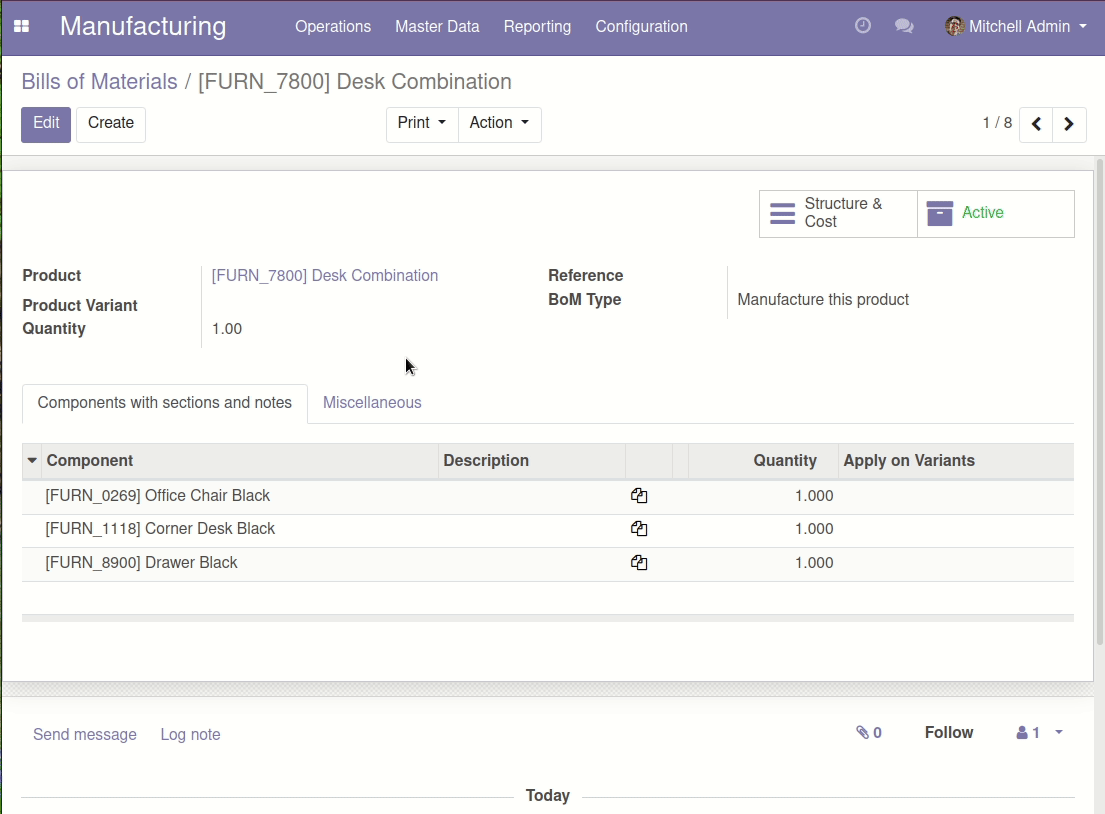 Manufacturing Operations Master Data Reporting Configuration Mitchell Admin
Bills of Materials / [FURN_7800] Desk Combination
Edit Create Print Action 1 / 8
Structure &
Cost
Active
Product [FURN_7800] Desk Combination Reference
BoM Type Manufacture this product
Product Variant
Quantity 1.00
Components with sections and notes Miscellaneous
Component Description Quantity Apply on Variants
[FURN_0269] Office Chair Black 1.000
[FURN_1118] Corner Desk Black 1.000
[FURN_8900] Drawer Black 1.000
Send message Log note 0 Follow 1
Today